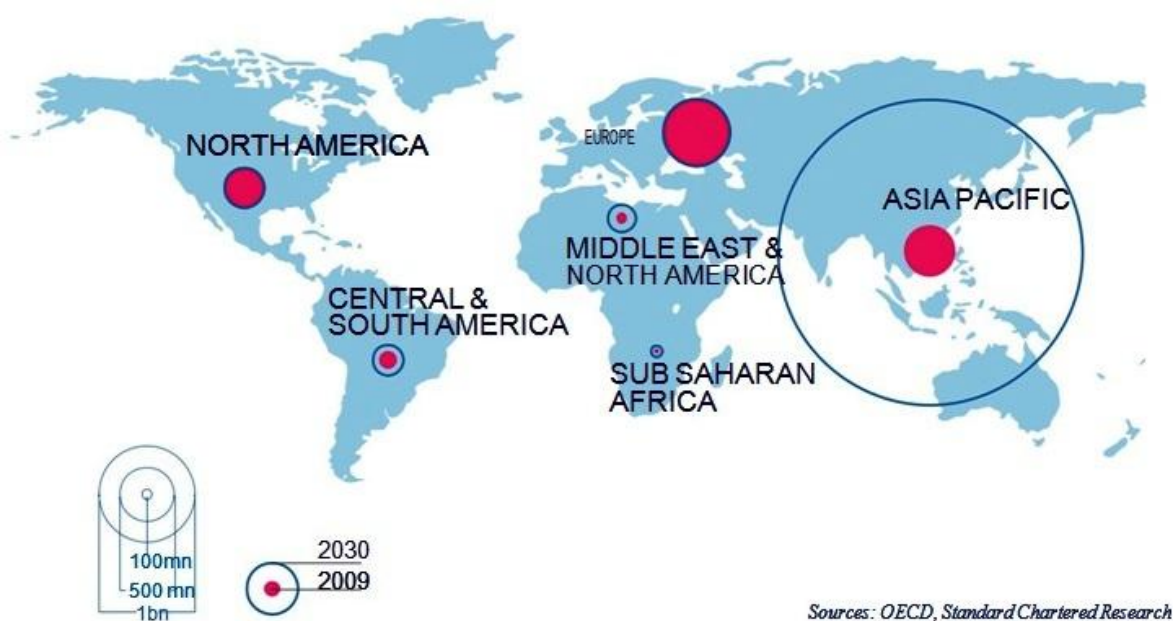 NORTH AMERICA
EUROPE
ASIA PACIFIC
MIDDLE EAST &
NORTH AMERICA
CENTRAL &
SOUTH AMERICA
SUB SAHARAN
AFRICA
100mn
500 mn
1bn
2030
2009
Sources: OECD, Standard Chartered Research